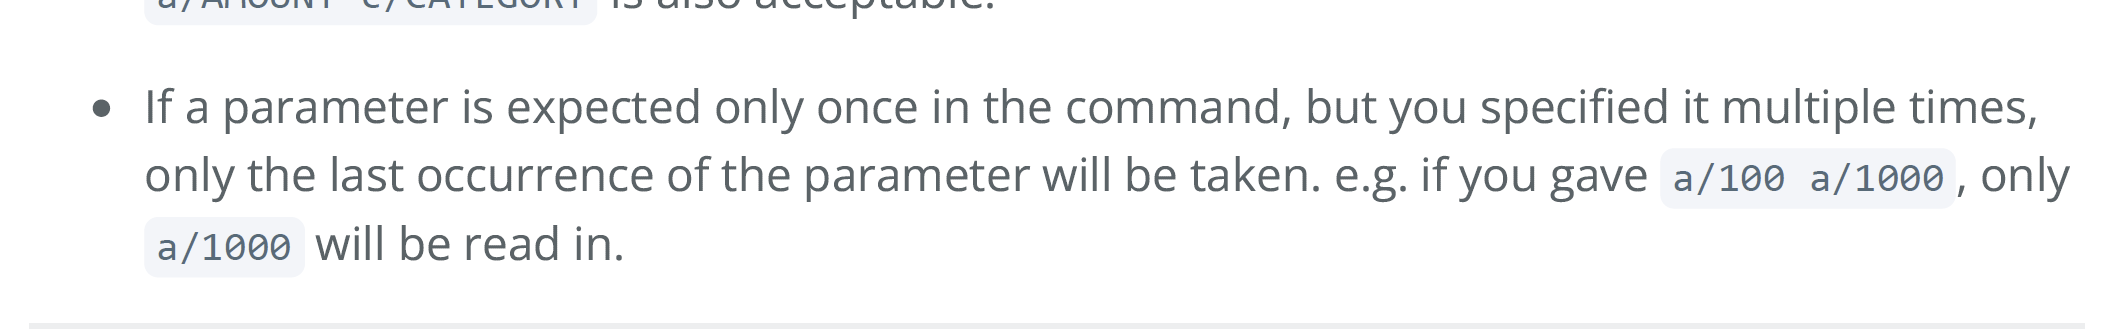 a/AMOUNT c/CATEGORY is also acceptable.
• If a parameter is expected only once in the command, but you specified it multiple times,
only the last occurrence of the parameter will be taken. e.g. if you gave a/100 a/1000, only
a/1000 will be read in.